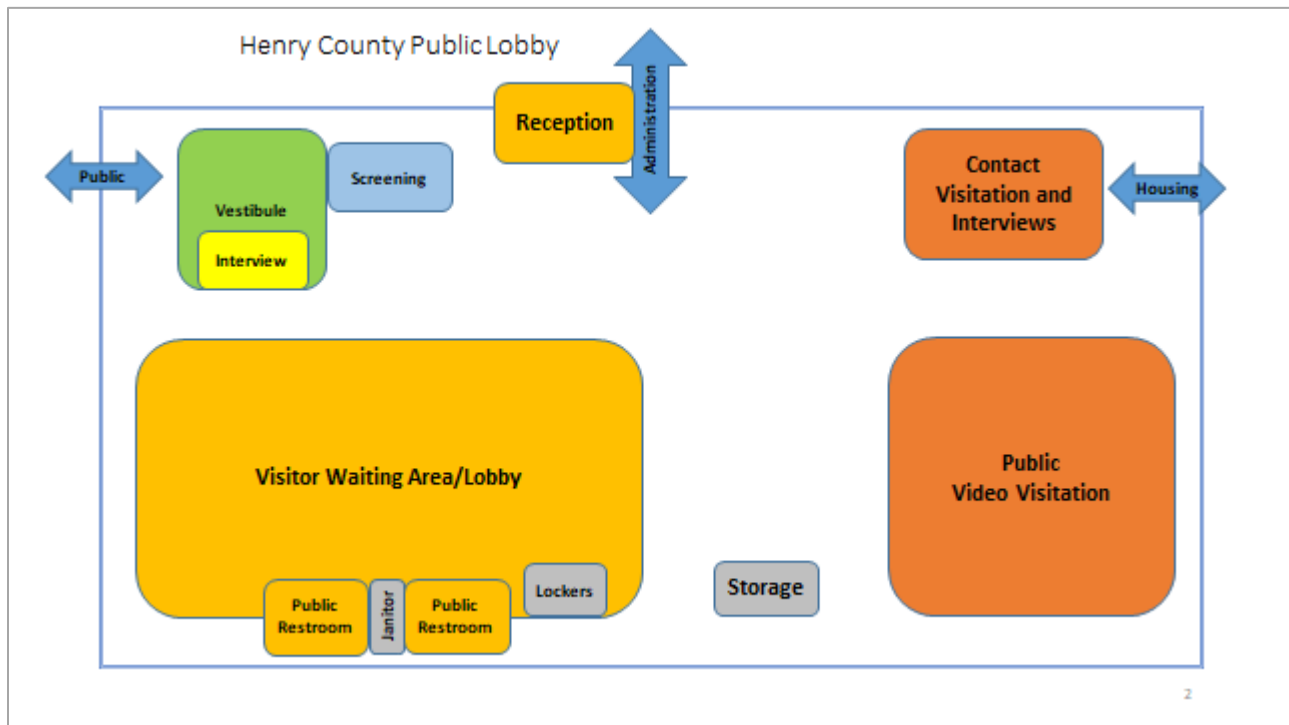 Henry County Public Lobby
Reception
Administration
Public
Vestibule
Interview
Screening
Contact
Visitation and
Interviews
Housing
Visitor Waiting Area/Lobby
Public
Video Visitation
Public
Restroom
Janitor
Public
Restroom
Lockers
Storage
2